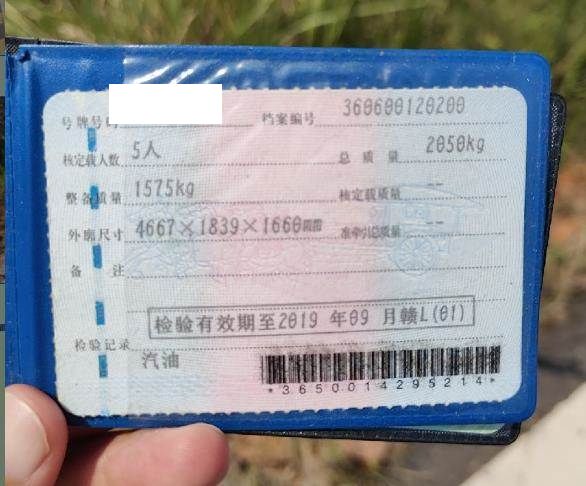 号牌号码 档案编号 360600120200
核定载人数 5人 总质量 2050kg
整备质量 1575kg 核定载质量 --
外廓尺寸 4667×1839×1660mm 准牵引总质量 --
备注
检验有效期至2019 年09 月赣L(01)
检验记录
汽油
*3650014295214*